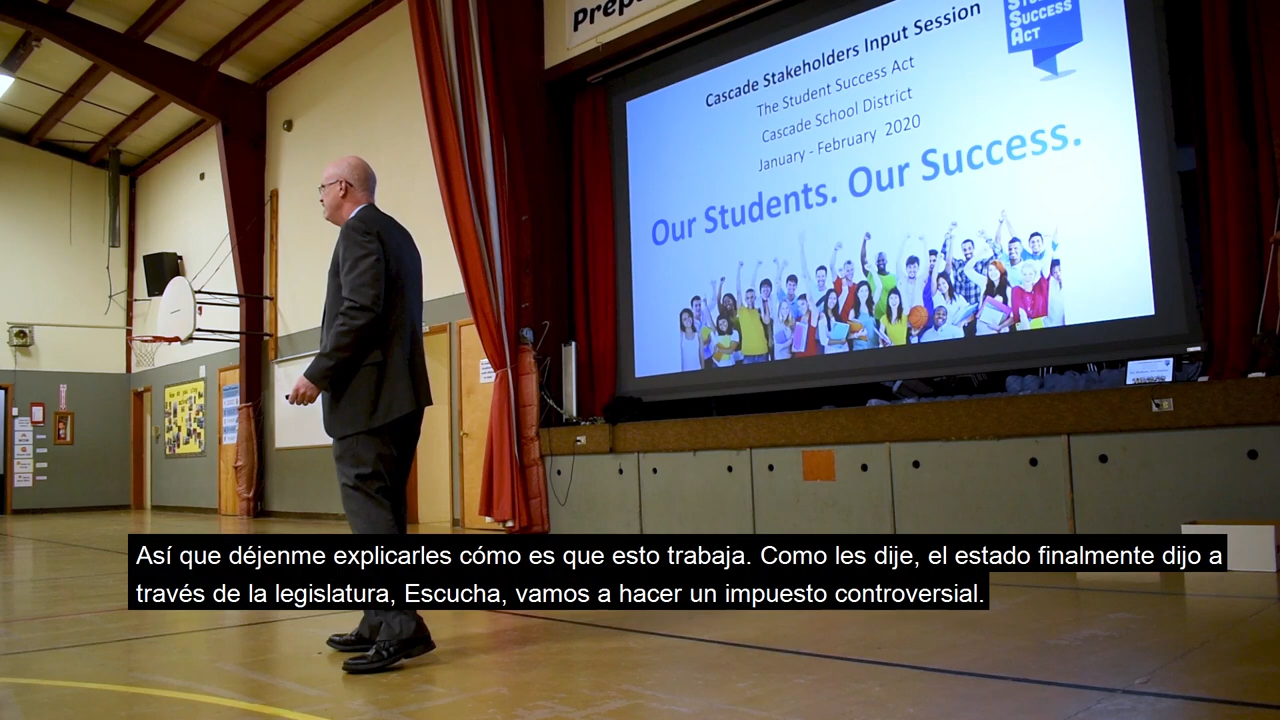 Cascade Stakeholders Input Session
The Student Success Act
Cascade School District
January - February 2020
Our Students. Our Success.
Success
Act
Así que déjenme explicarles cómo es que esto trabaja. Como les dije, el estado finalmente dijo a
través de la legislatura, Escucha, vamos a hacer un impuesto controversial.